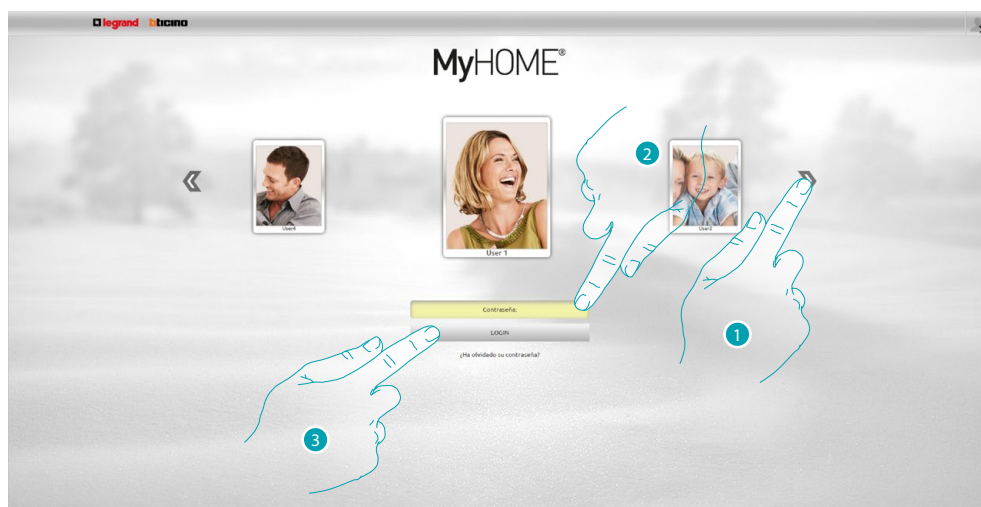 legrand bticino
MyHOME®
User4
User 1
User2
Contraseña:
LOGIN
¿Ha olvidado su contraseña?
2
1
3